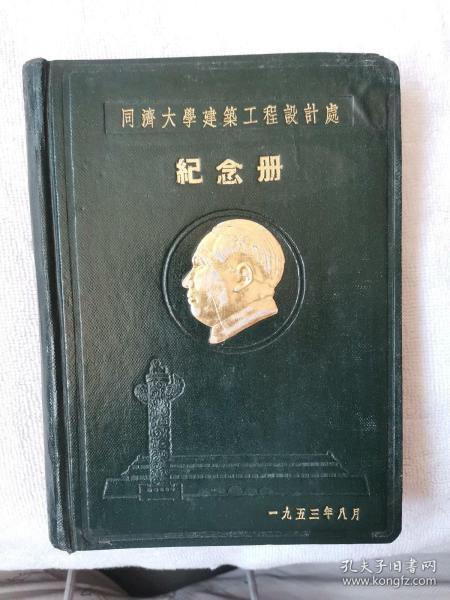 同濟大學建築工程設計處
紀念册
一九五三年八月
孔夫子旧书网
www.kongfz.com